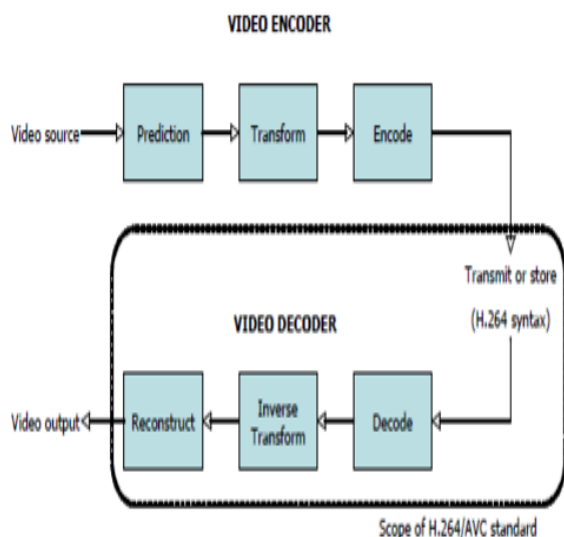 VIDEO ENCODER
Video source
Prediction
Transform
Encode
Transmit or store
(H.264 syntax)
VIDEO DECODER
Video output
Reconstruct
Inverse
Transform
Decode
Scope of H.264/AVC standard